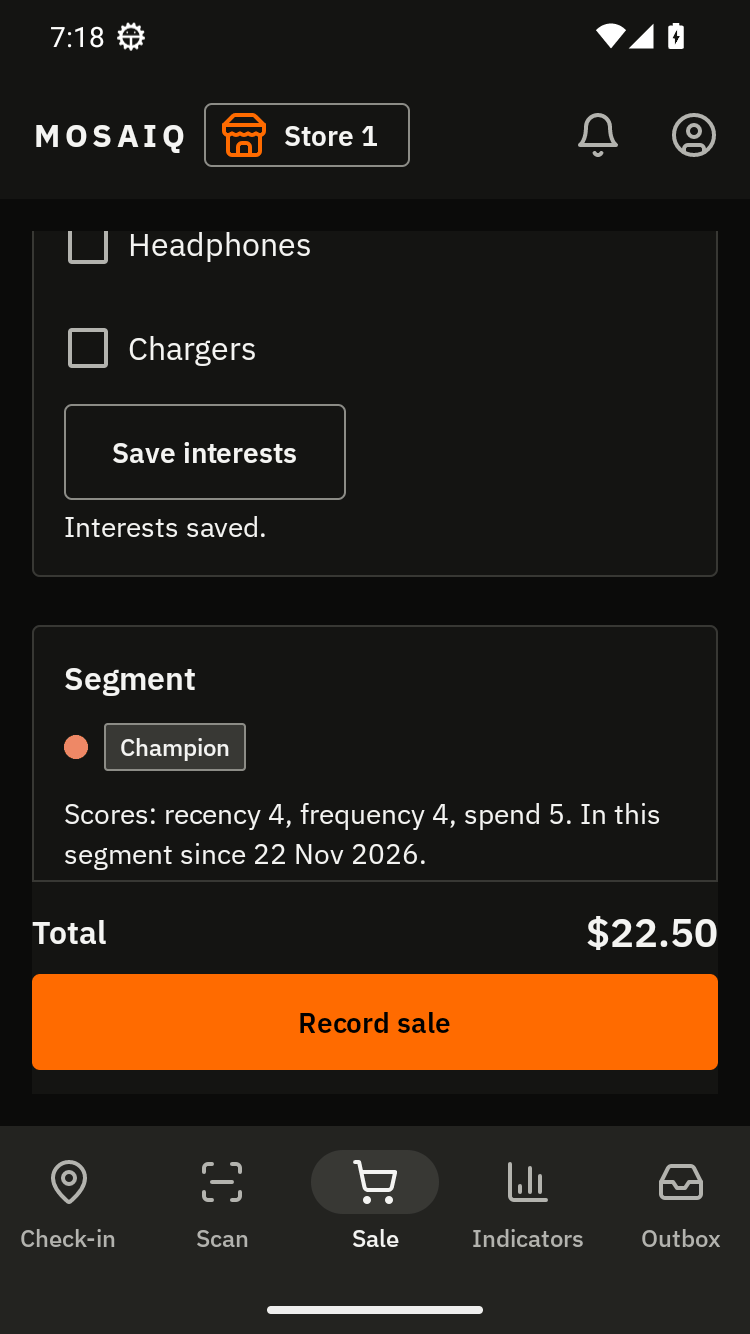 7:18
MOSAIQ
Store 1
Headphones
Chargers
Save interests
Interests saved.
Segment
Champion
Scores: recency 4, frequency 4, spend 5. In this
segment since 22 Nov 2026.
Total
$22.50
Record sale
Check-in
Scan
Sale
Indicators
Outbox